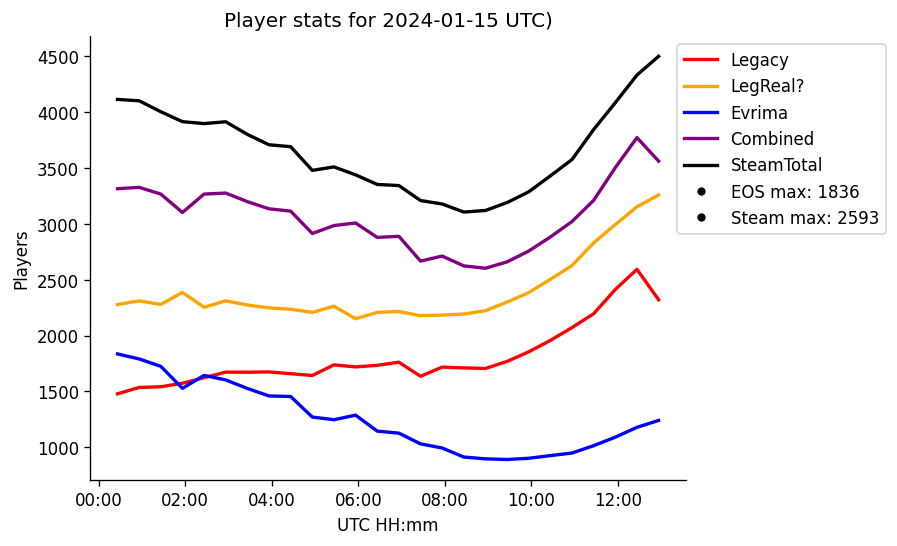 Player stats for 2024-01-15 UTC)
Legacy
LegReal?
Evrima
Combined
SteamTotal
EOS max: 1836
Steam max: 2593
Players
4500
4000
3500
3000
2500
2000
1500
1000
00:00 02:00 04:00 06:00 08:00 10:00 12:00
UTC HH:mm